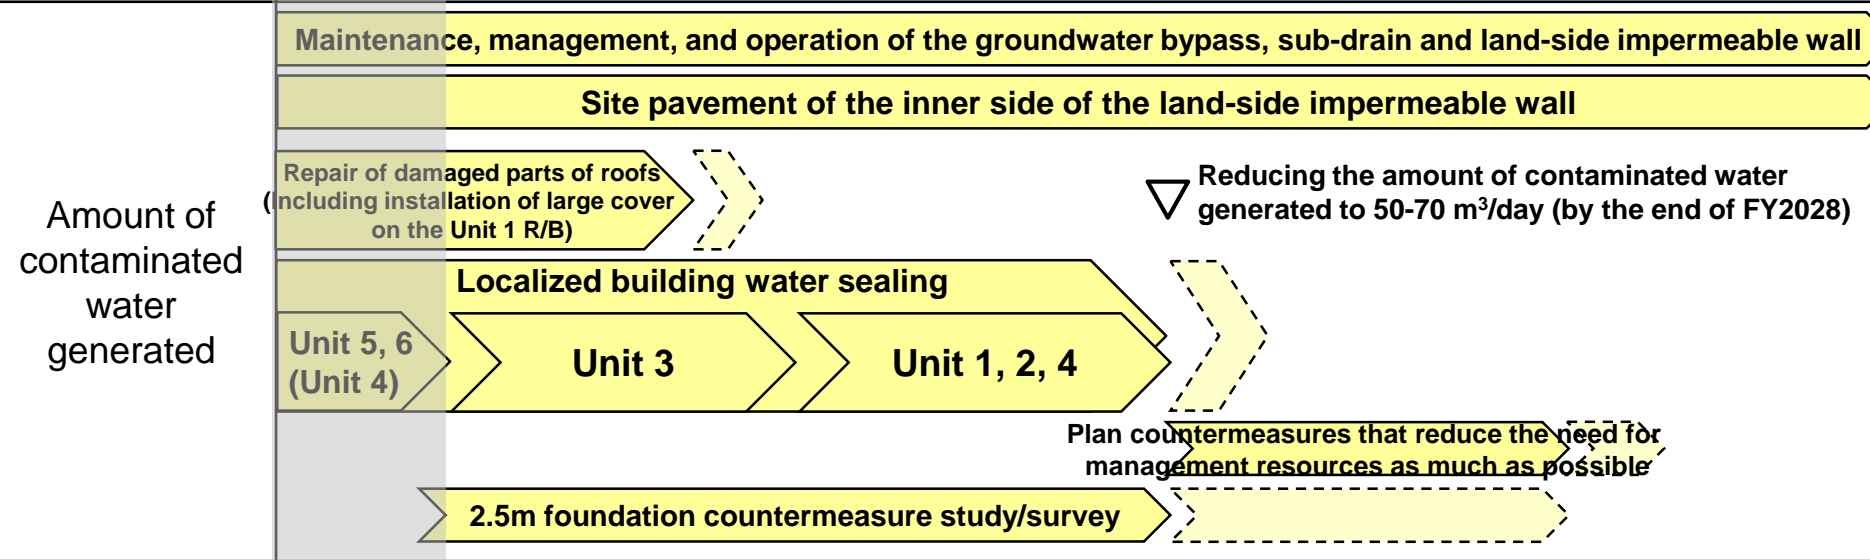 Maintenance, management, and operation of the groundwater bypass, sub-drain and land-side impermeable wall
Site pavement of the inner side of the land-side impermeable wall
Amount of
contaminated
water
generated
Repair of damaged parts of roofs
(Including installation of large cover
on the Unit 1 R/B)
Reducing the amount of contaminated water
generated to 50-70 m³/day (by the end of FY2028)
Localized building water sealing
Unit 5, 6
(Unit 4)
Unit 3
Unit 1, 2, 4
Plan countermeasures that reduce the need for
management resources as much as possible
2.5m foundation countermeasure study/survey